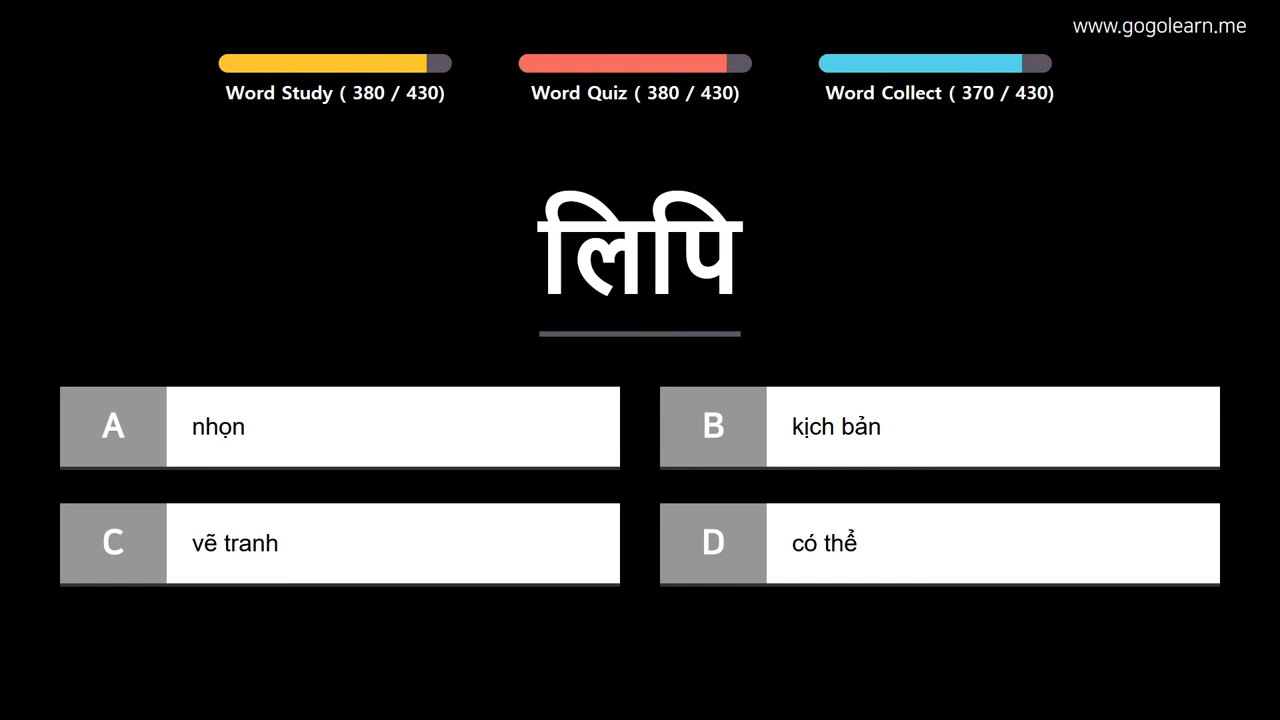 www.gogolearn.me
Word Study ( 380 / 430)
Word Quiz ( 380 / 430)
Word Collect ( 370 / 430)
लिपि
A nhọn
B kịch bản
C vẽ tranh
D có thể